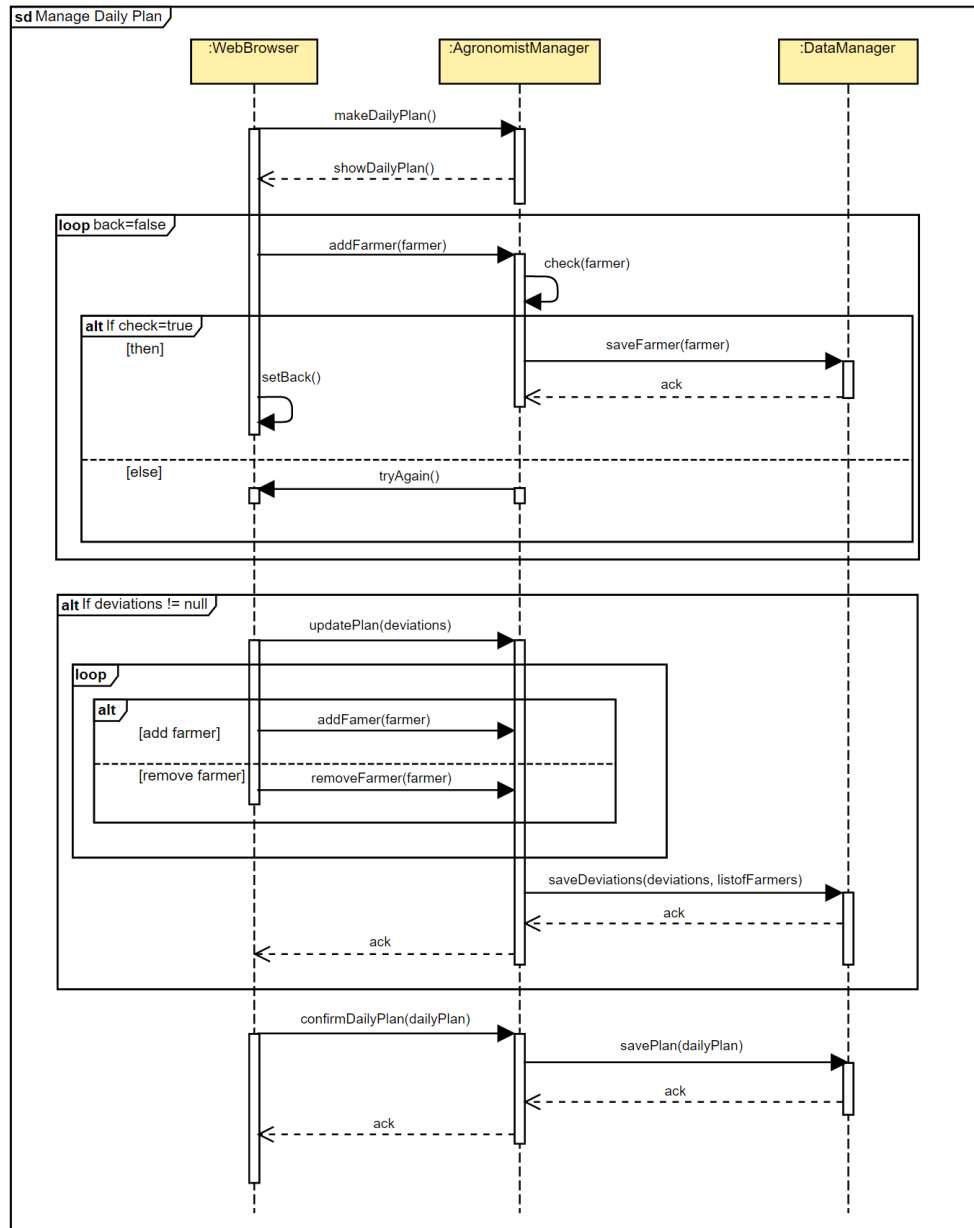 sd Manage Daily Plan
:WebBrowser
:AgronomistManager
:DataManager
makeDailyPlan()
showDailyPlan()
loop back=false
addFarmer(farmer)
check(farmer)
alt If check=true
[then]
saveFarmer(farmer)
setBack()
ack
[else]
tryAgain()
alt If deviations != null
updatePlan(deviations)
loop
alt
addFamer(farmer)
[add farmer]
[remove farmer]
removeFarmer(farmer)
saveDeviations(deviations, listofFarmers)
ack
ack
confirmDailyPlan(dailyPlan)
savePlan(dailyPlan)
ack
ack